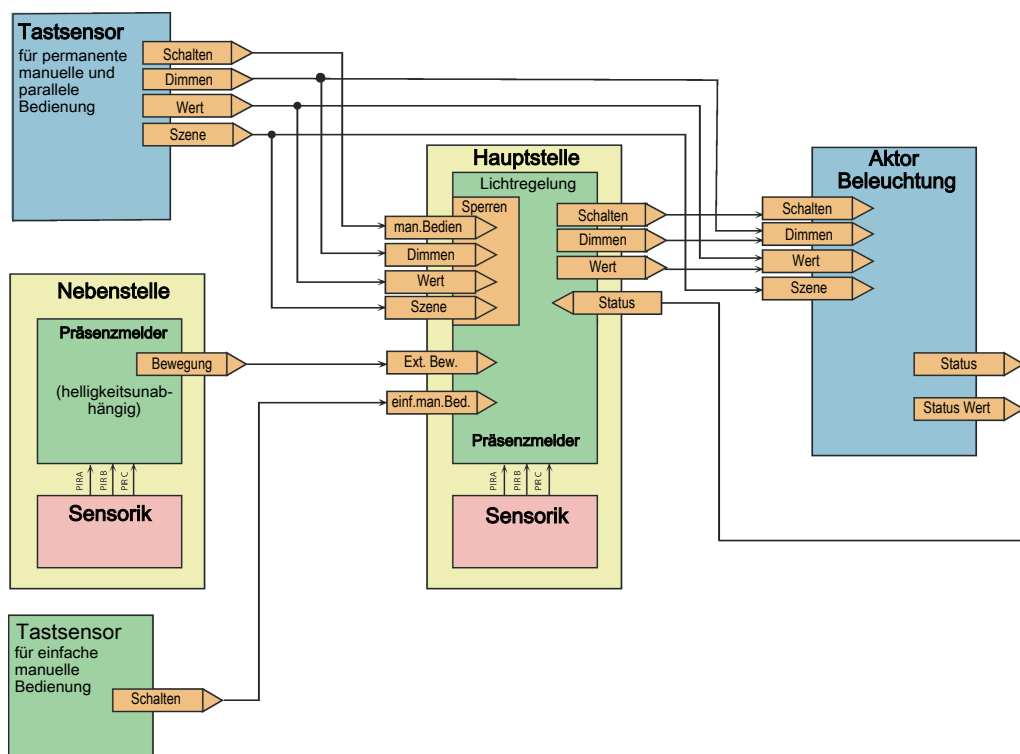 Tastsensor
für permanente
manuelle und
parallele
Bedienung
Schalten
Dimmen
Wert
Szene
Hauptstelle
Lichtregelung
Sperren
man.Bedien
Dimmen
Wert
Szene
Schalten
Dimmen
Wert
Status
Ext. Bew.
einf.man.Bed.
Präsenzmelder
PIR A
PIR B
PIR C
Sensorik
Aktor
Beleuchtung
Schalten
Dimmen
Wert
Szene
Status
Status Wert
Nebenstelle
Präsenzmelder
Bewegung
(helligkeitsunab-
hängig)
PIR A
PIR B
PIR C
Sensorik
Tastsensor
für einfache
manuelle
Bedienung
Schalten